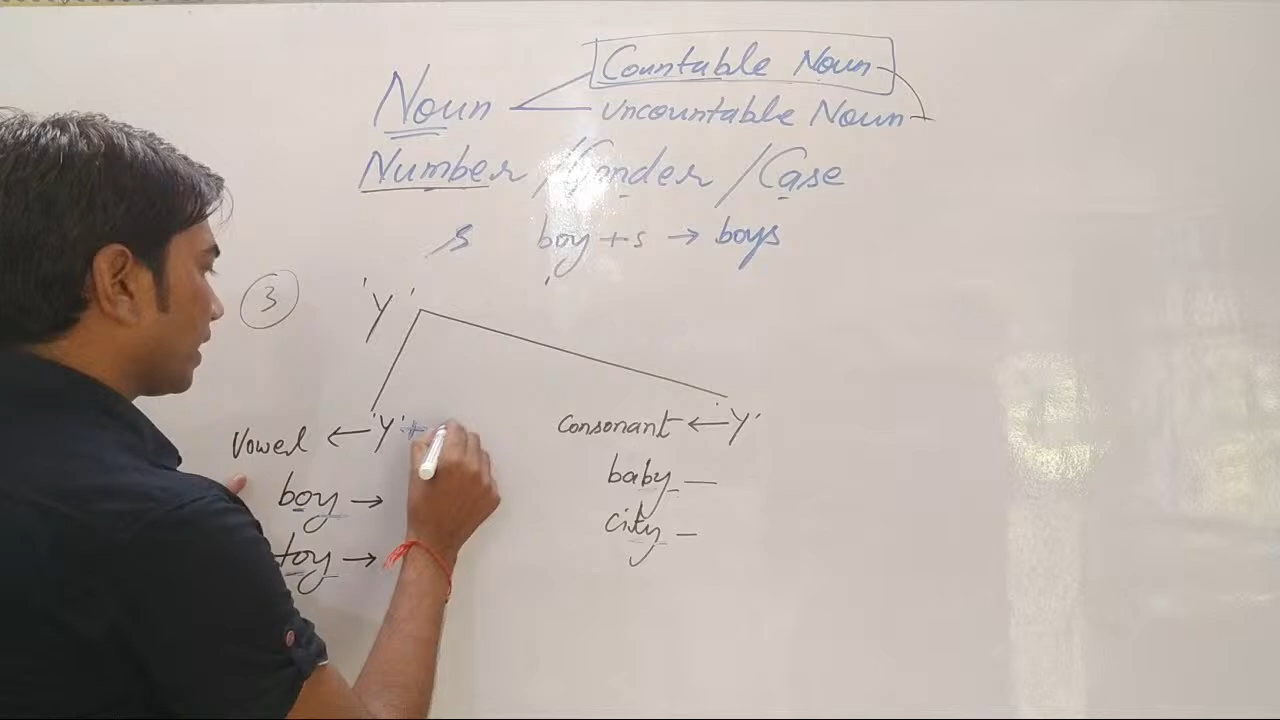 Countable Noun
Noun
Uncountable Noun
Number / Gender / Case
s boy + s → boys
3 'Y'
Vowel ← 'Y' +
Consonant ← 'Y'
boy →
baby —
toy →
city —